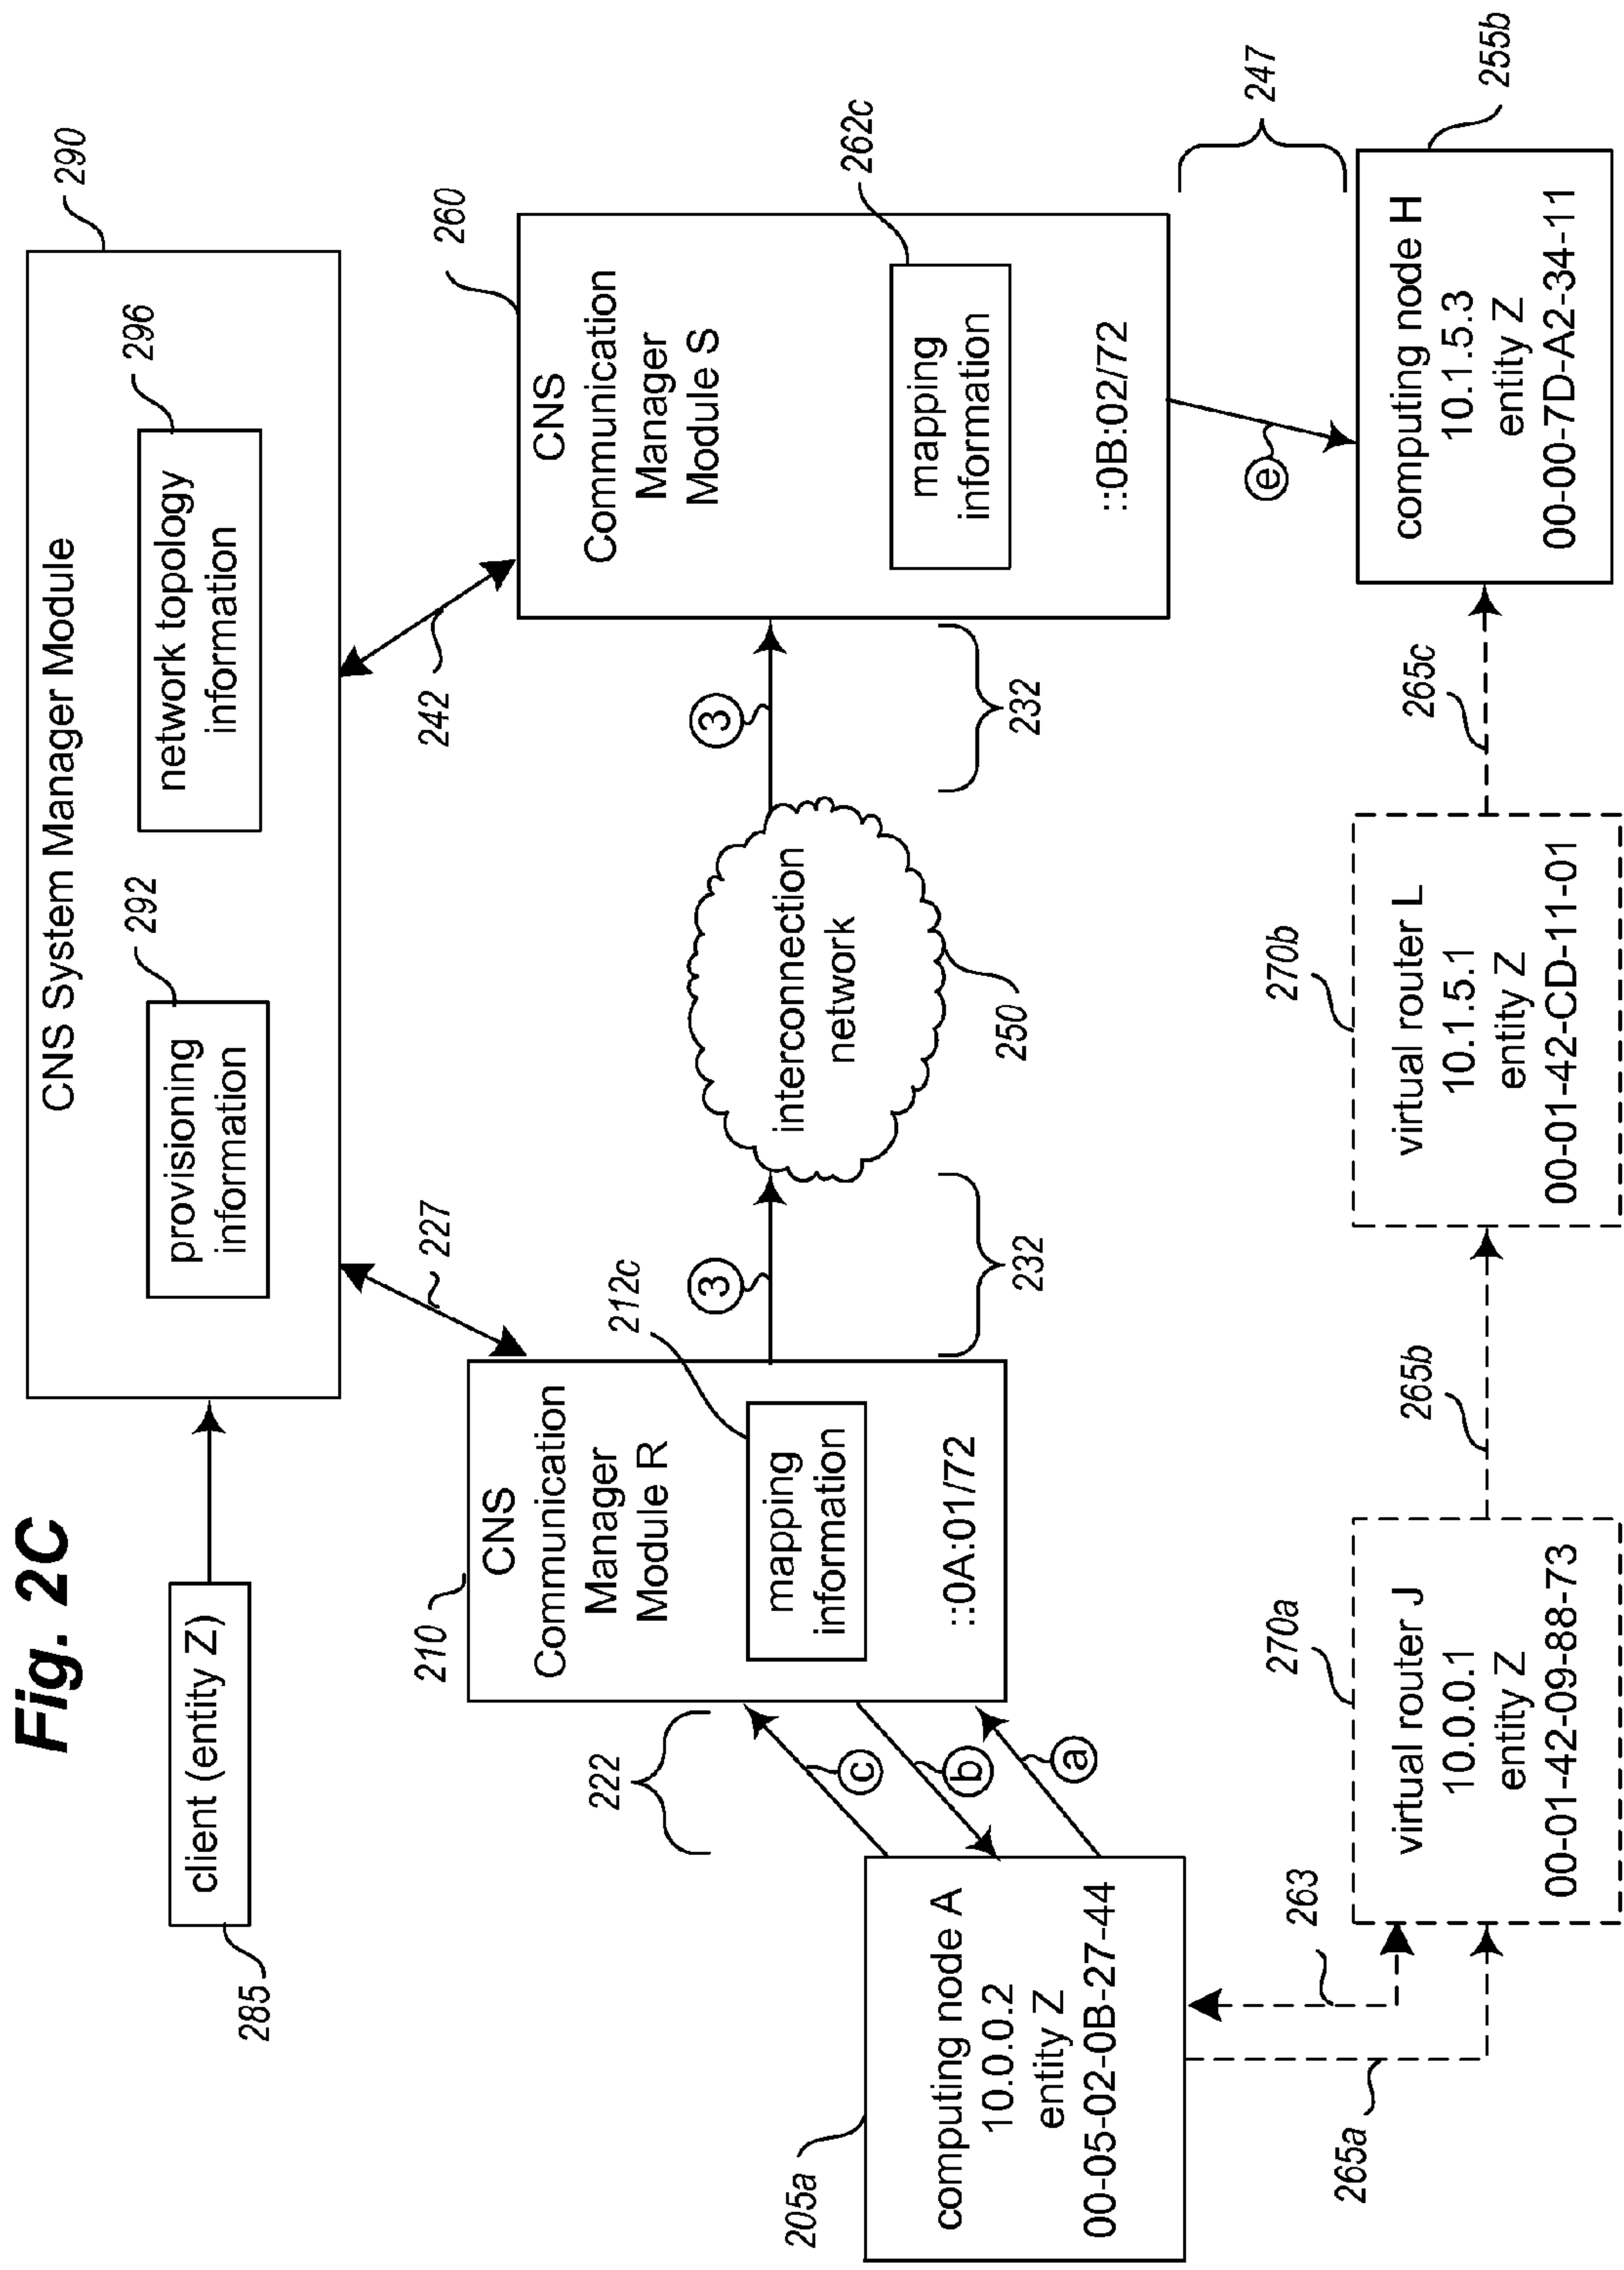 Fig. 2C
290
CNS System Manager Module
292
provisioning
information
296
network topology
information
client (entity Z)
285
227
242
210
CNS
Communication
Manager
Module R
212c
mapping
information
::0A:01/72
260
CNS
Communication
Manager
Module S
262c
mapping
information
::0B:02/72
3
3
232
232
interconnection
network
250
222
c
b
a
e
247
205a
computing node A
10.0.0.2
entity Z
00-05-02-0B-27-44
263
265a
270a
virtual router J
10.0.0.1
entity Z
00-01-42-09-88-73
265b
270b
virtual router L
10.1.5.1
entity Z
00-01-42-CD-11-01
265c
255b
computing node H
10.1.5.3
entity Z
00-00-7D-A2-34-11